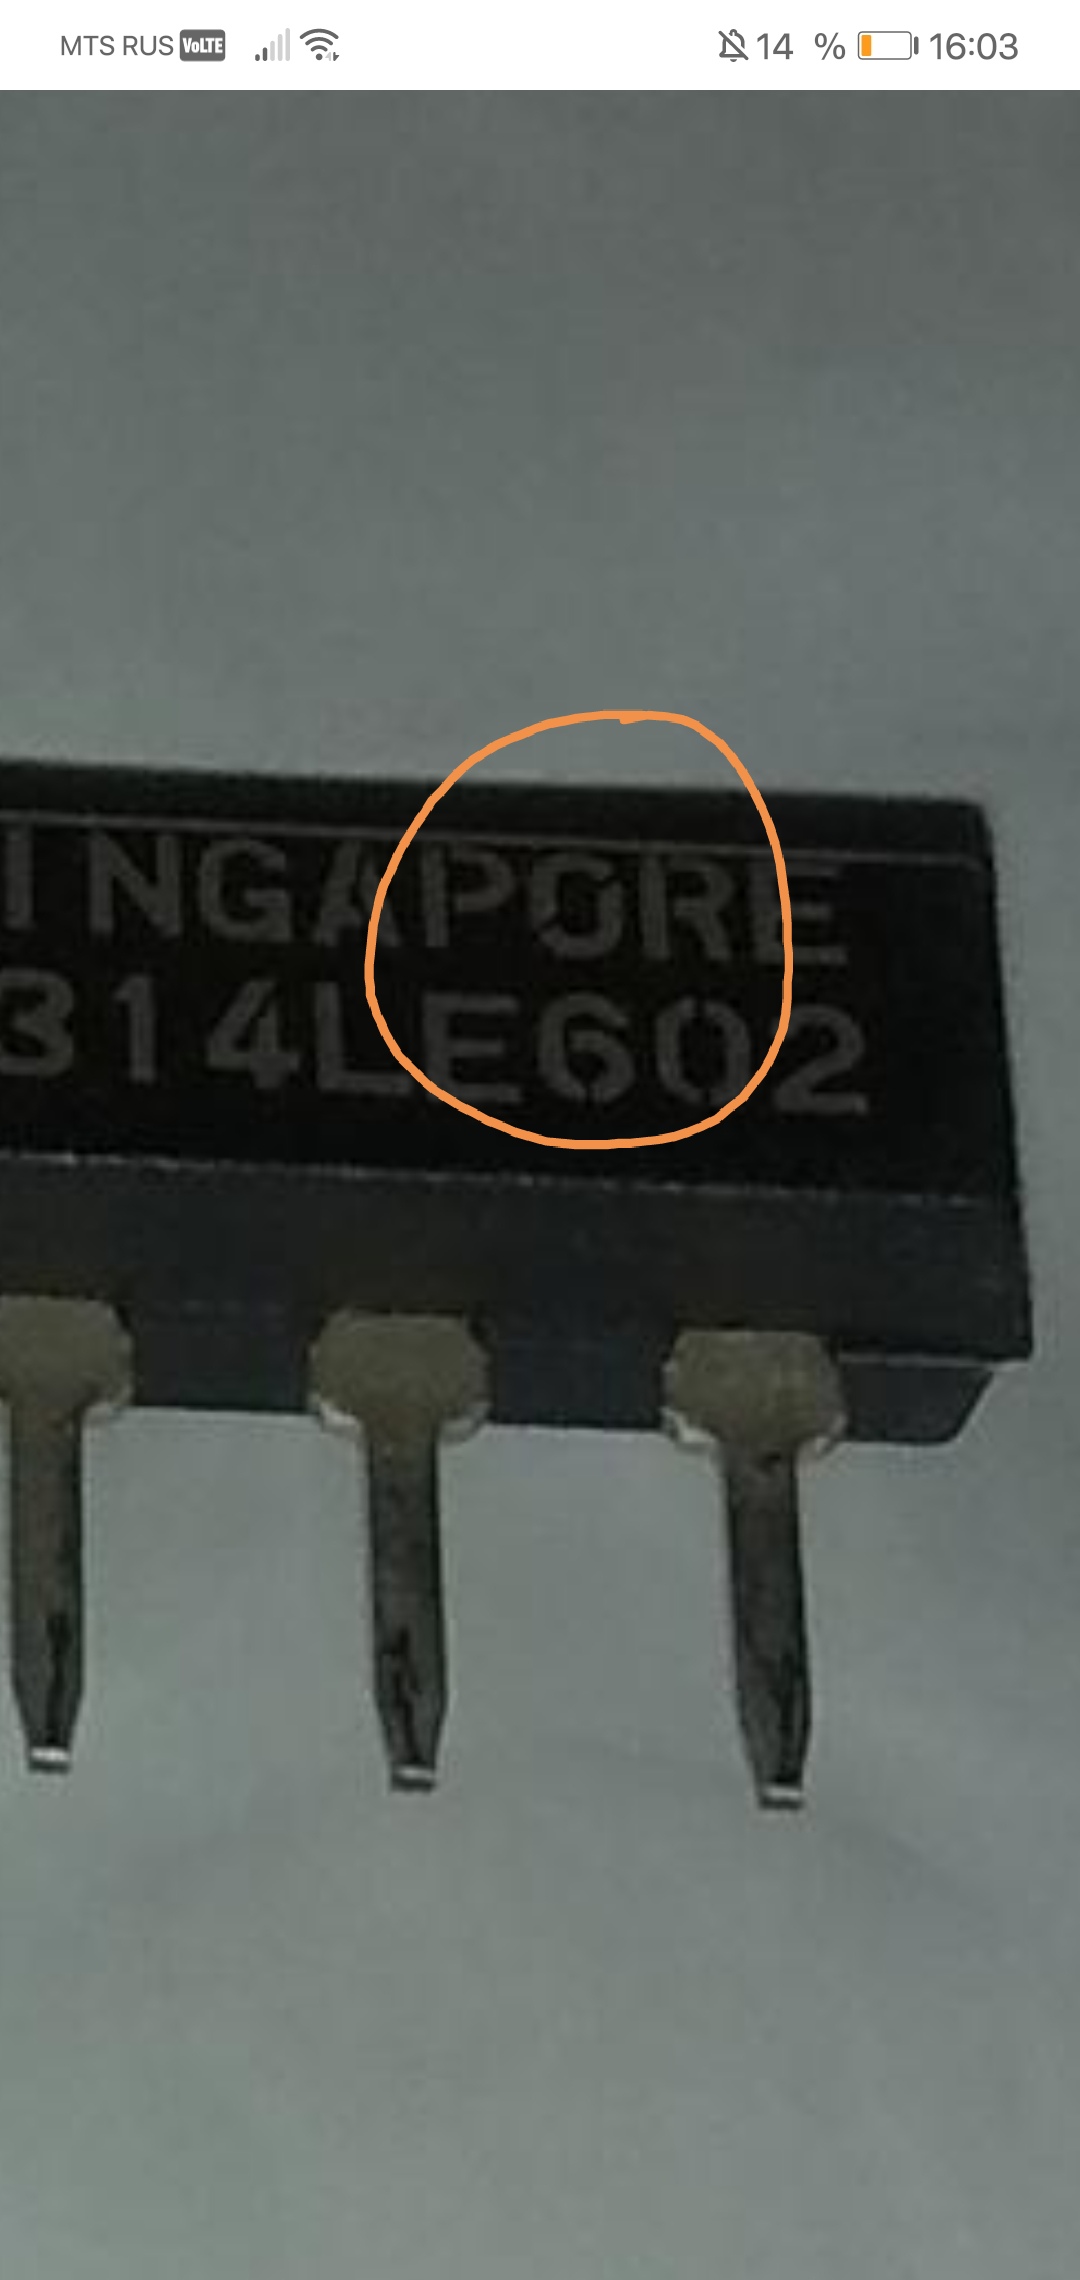 MTS RUS VoLTE 14 % 16:03
INGAPORE
314LE602